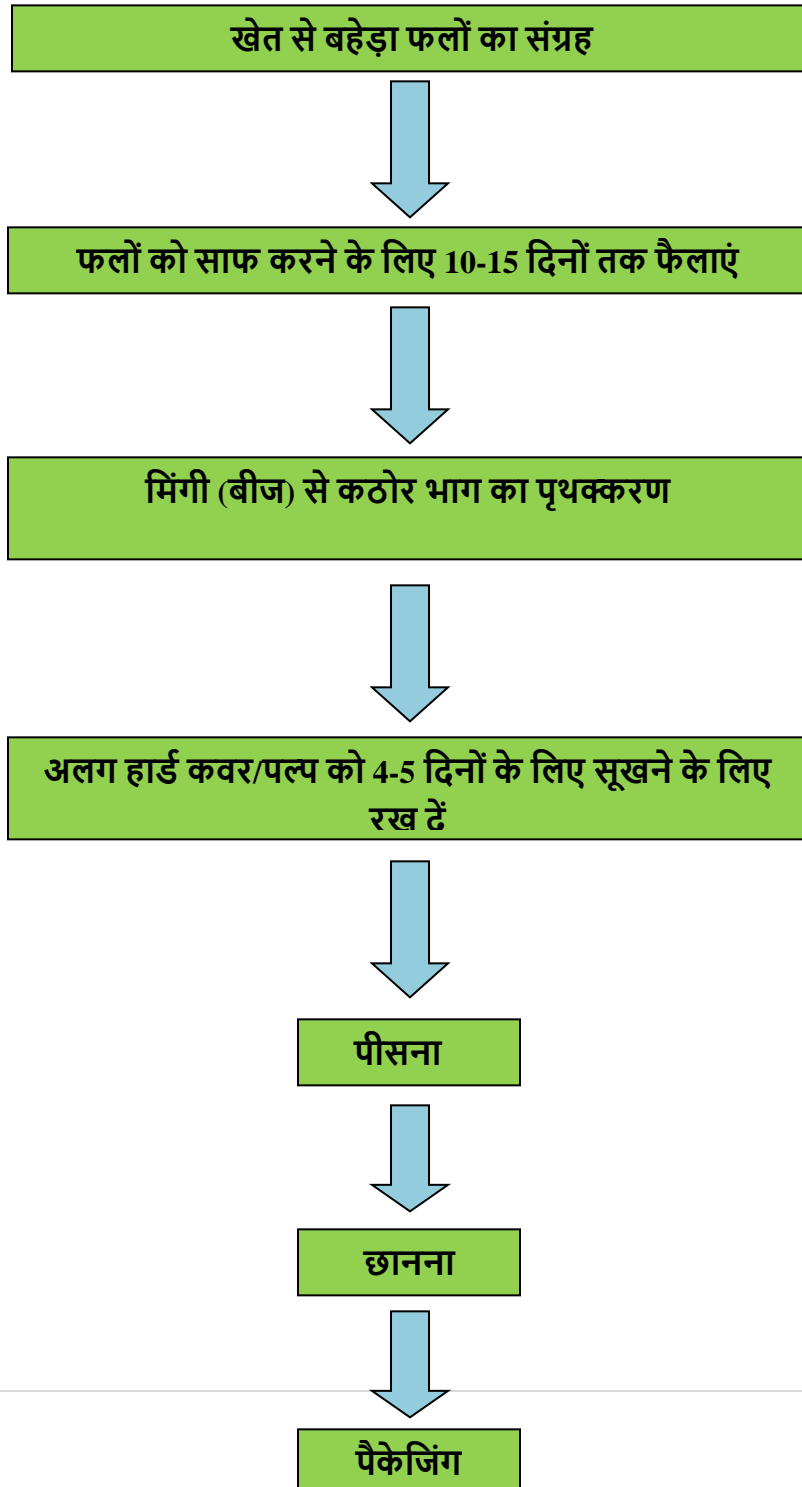 खेत से बहेड़ा फलों का संग्रह
फलों को साफ करने के लिए 10-15 दिनों तक फैलाएं
मिंगी (बीज) से कठोर भाग का पृथक्करण
अलग हार्ड कवर/पल्प को 4-5 दिनों के लिए सूखने के लिए
रख दें
पीसना
छानना
पैकेजिंग